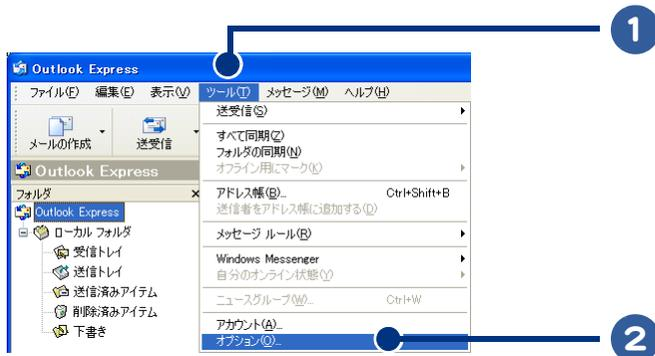 1
Outlook Express
ファイル(F) 編集(E) 表示(V) ツール(T) メッセージ(M) ヘルプ(H)
メールの作成 送受信
Outlook Express
フォルダ ×
Outlook Express
ローカル フォルダ
受信トレイ
送信トレイ
送信済みアイテム
削除済みアイテム
下書き
送受信(S)
すべて同期(Z)
フォルダの同期(N)
オフライン用にマーク(K)
アドレス帳(B)... Ctrl+Shift+B
送信者をアドレス帳に追加する(D)
メッセージ ルール(R)
Windows Messenger
自分のオンライン状態(Y)
ニュースグループ(W)... Ctrl+W
アカウント(A)...
オプション(O)...
2